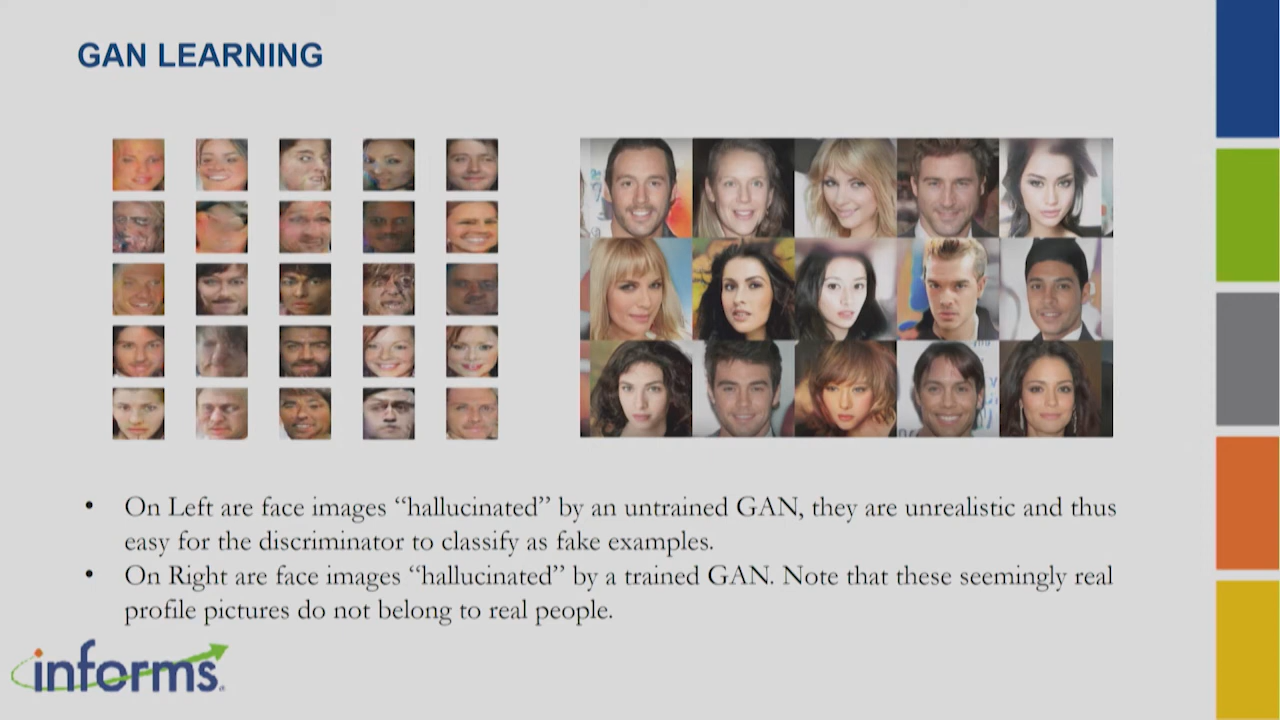 GAN LEARNING
• On Left are face images “hallucinated” by an untrained GAN, they are unrealistic and thus
easy for the discriminator to classify as fake examples.
• On Right are face images “hallucinated” by a trained GAN. Note that these seemingly real
profile pictures do not belong to real people.
informs